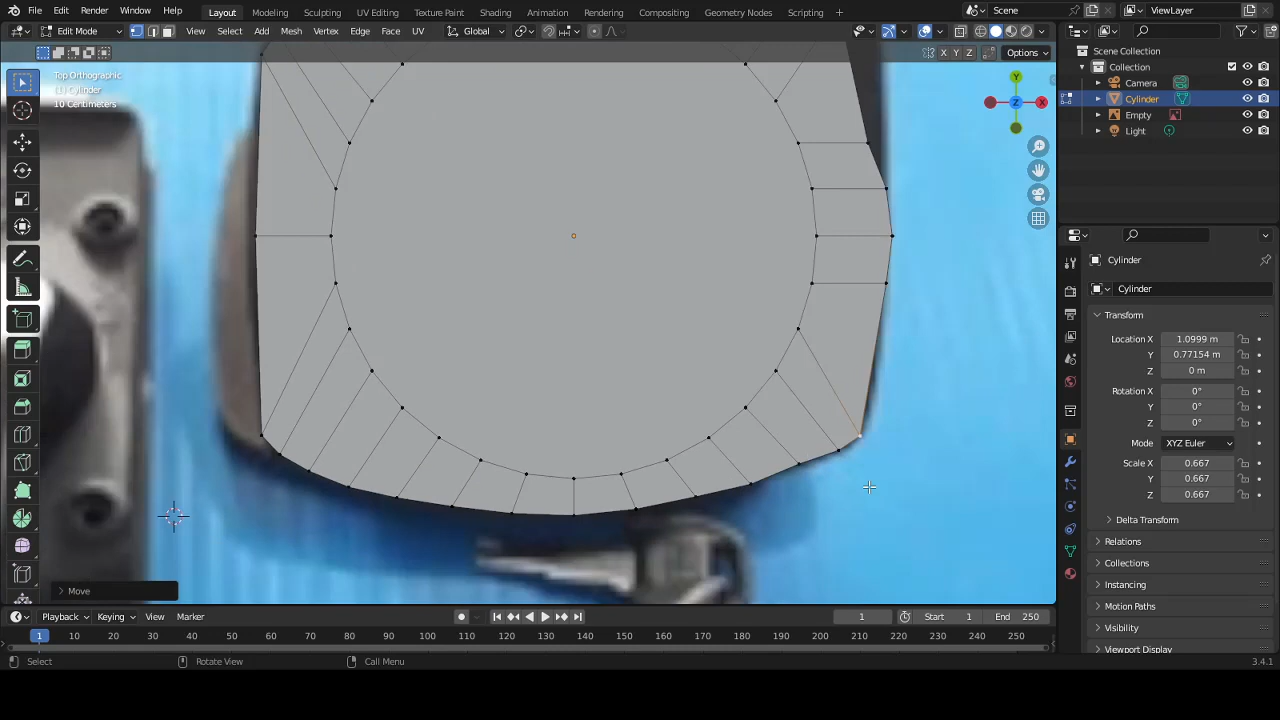 File Edit Render Window Help Layout Modeling Sculpting UV Editing Texture Paint Shading Animation Rendering Compositing Geometry Nodes Scripting + Scene ViewLayer
Edit Mode View Select Add Mesh Vertex Edge Face UV Global
X Y Z Options
Top Orthographic
(1) Cylinder
10 Centimeters
Y
Z X
Move
Scene Collection
Collection
Camera
Cylinder
Empty
Light
Cylinder
Cylinder
Transform
Location X 1.0999 m
Y 0.77154 m
Z 0 m
Rotation X 0°
Y 0°
Z 0°
Mode XYZ Euler
Scale X 0.667
Y 0.667
Z 0.667
Delta Transform
Relations
Collections
Instancing
Motion Paths
Visibility
Viewport Display
Playback Keying View Marker 1 Start 1 End 250
1 10 20 30 40 50 60 70 80 90 100 110 120 130 140 150 160 170 180 190 200 210 220 230 240 250
Select Rotate View Call Menu 3.4.1